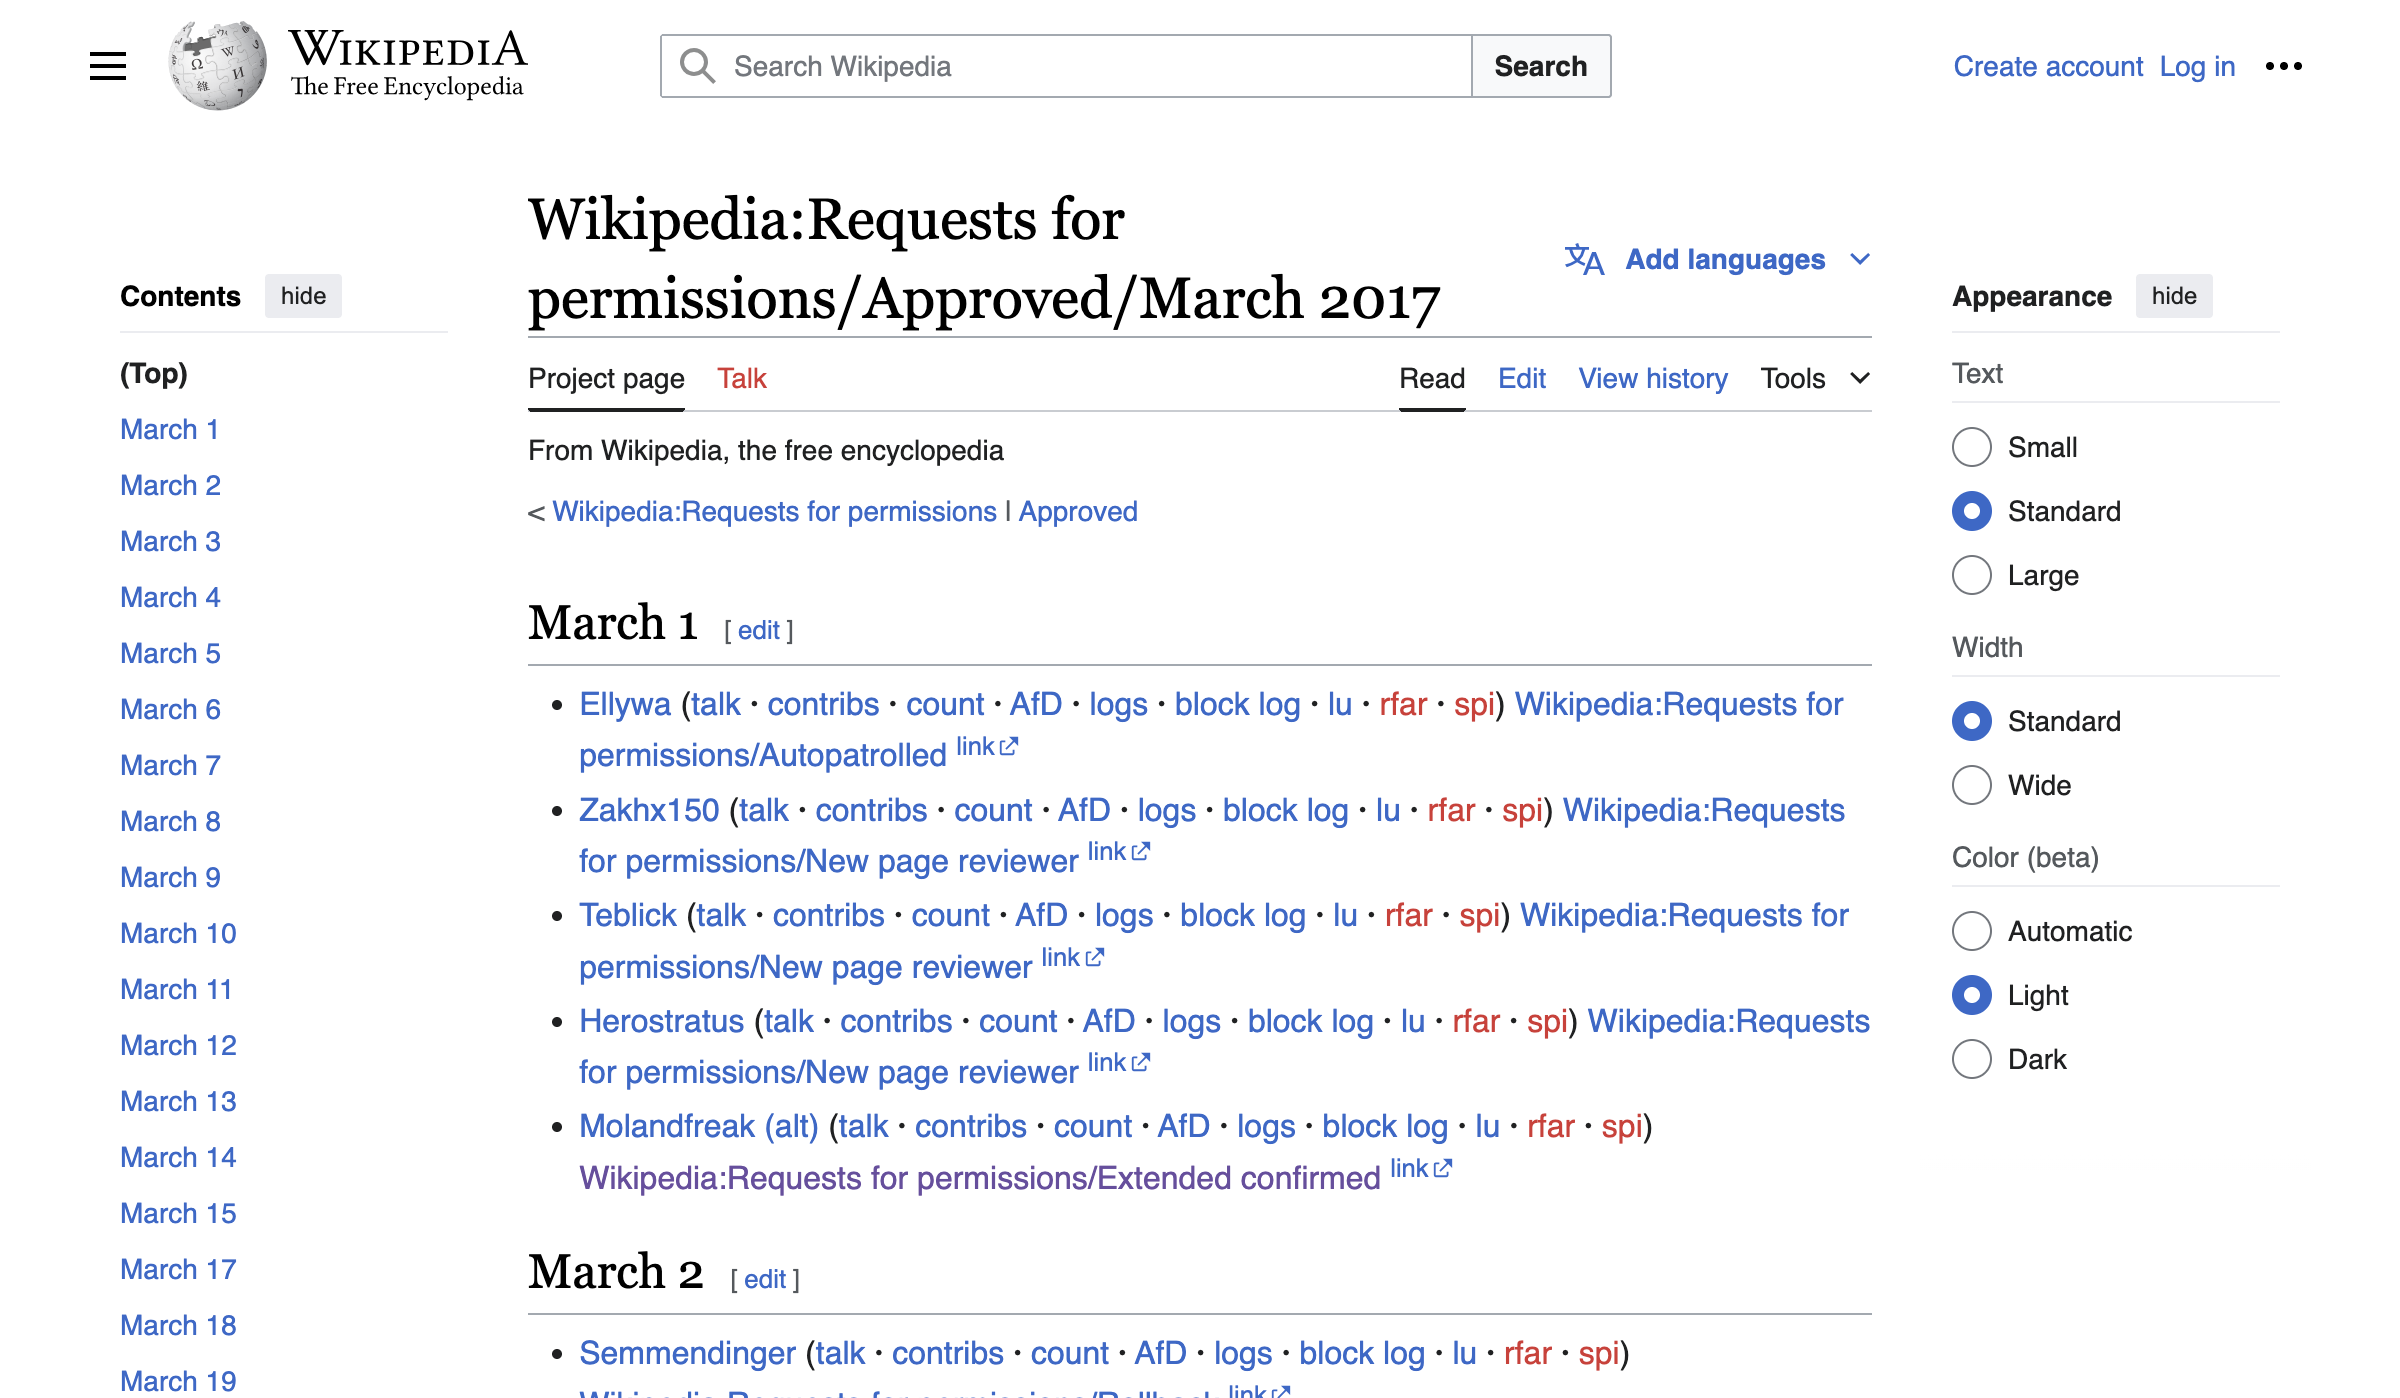 WIKIPEDIA
The Free Encyclopedia
Search Wikipedia
Search
Create account Log in
Contents hide
(Top)
March 1
March 2
March 3
March 4
March 5
March 6
March 7
March 8
March 9
March 10
March 11
March 12
March 13
March 14
March 15
March 17
March 18
March 19
Wikipedia:Requests for
permissions/Approved/March 2017
Add languages
Project page Talk
Read Edit View history Tools
From Wikipedia, the free encyclopedia
< Wikipedia:Requests for permissions | Approved
March 1 [ edit ]
• Ellywa (talk · contribs · count · AfD · logs · block log · lu · rfar · spi) Wikipedia:Requests for
permissions/Autopatrolled link
• Zakhx150 (talk · contribs · count · AfD · logs · block log · lu · rfar · spi) Wikipedia:Requests
for permissions/New page reviewer link
• Teblick (talk · contribs · count · AfD · logs · block log · lu · rfar · spi) Wikipedia:Requests for
permissions/New page reviewer link
• Herostratus (talk · contribs · count · AfD · logs · block log · lu · rfar · spi) Wikipedia:Requests
for permissions/New page reviewer link
• Molandfreak (alt) (talk · contribs · count · AfD · logs · block log · lu · rfar · spi)
Wikipedia:Requests for permissions/Extended confirmed link
March 2 [ edit ]
• Semmendinger (talk · contribs · count · AfD · logs · block log · lu · rfar · spi)
Wikipedia:Requests for permissions/Rollback link
Appearance hide
Text
Small
Standard
Large
Width
Standard
Wide
Color (beta)
Automatic
Light
Dark